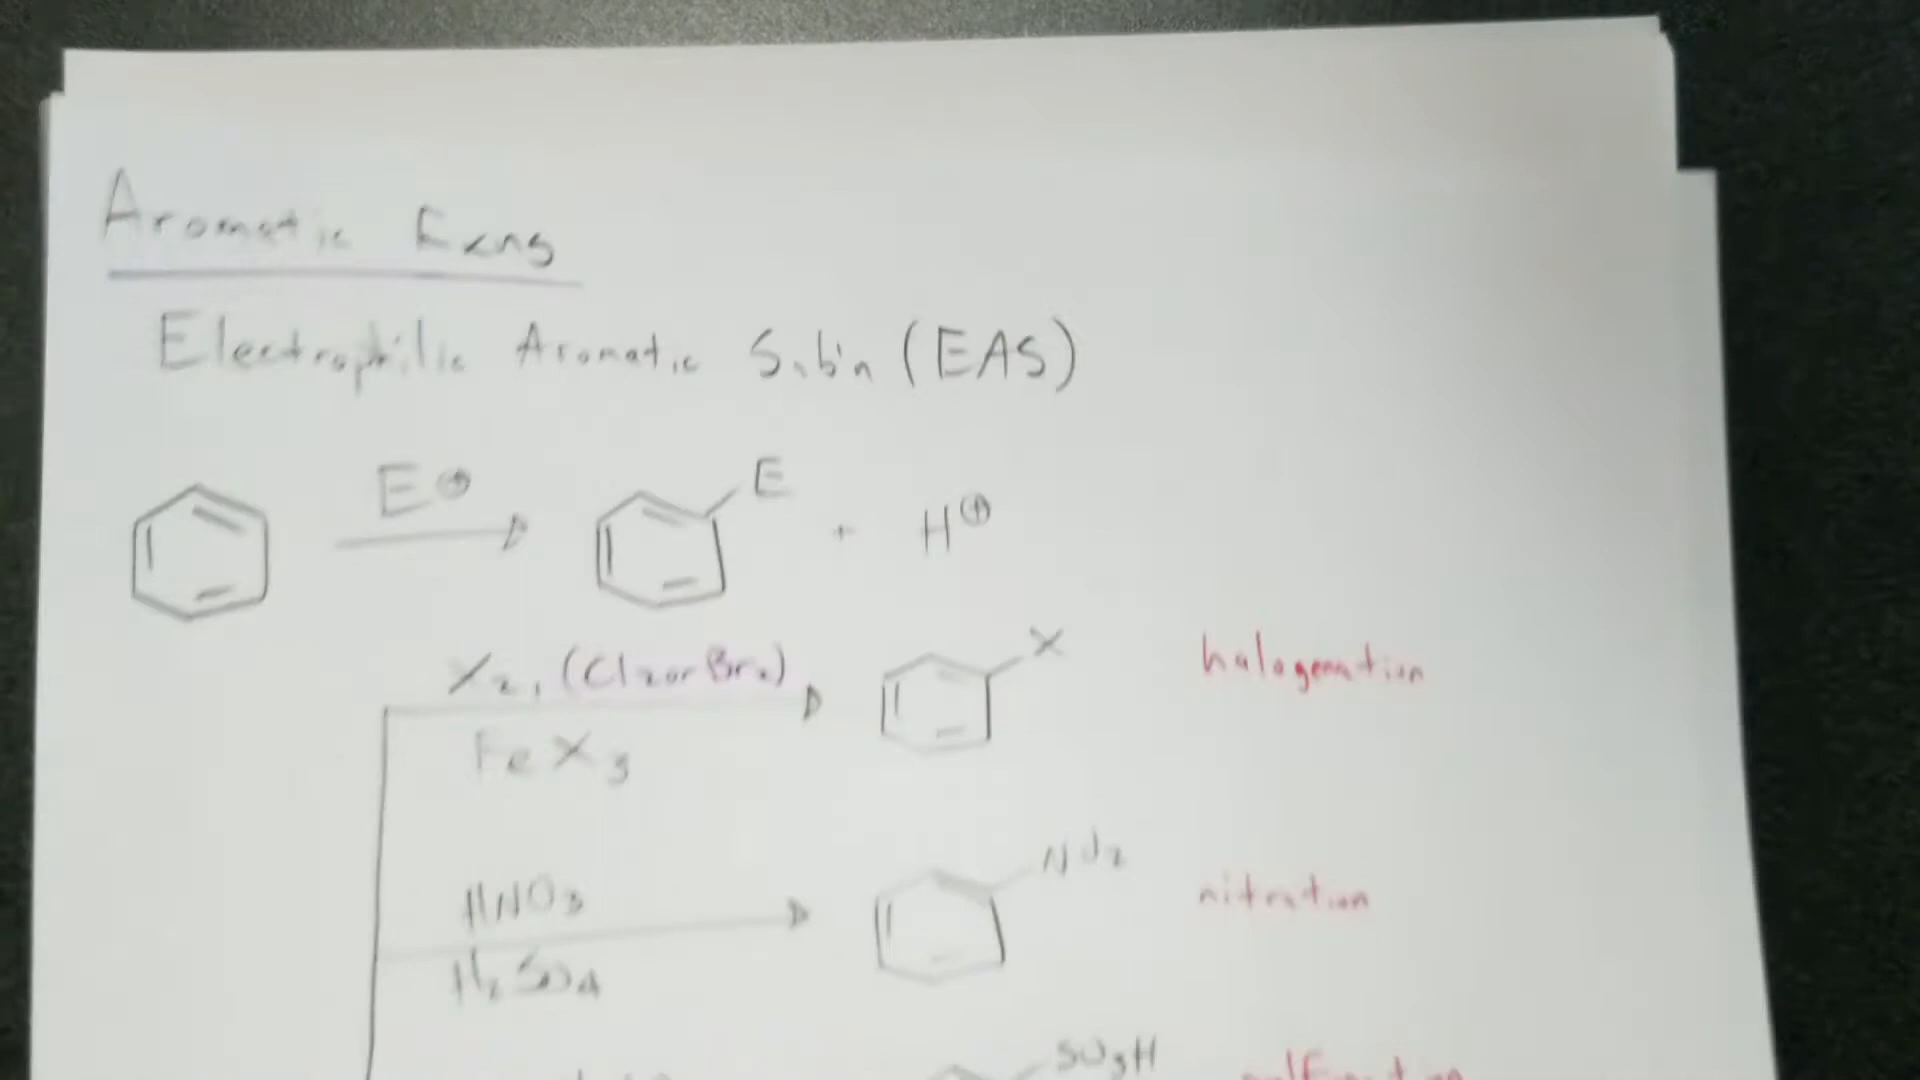 Aromatic Rxns
Electrophilic Aromatic Sub'n (EAS)
E⊕
E
+ H⊕
X₂, (Cl₂ or Br₂)
FeX₃
X
halogenation
HNO₃
H₂SO₄
NO₂
nitration
SO₃H